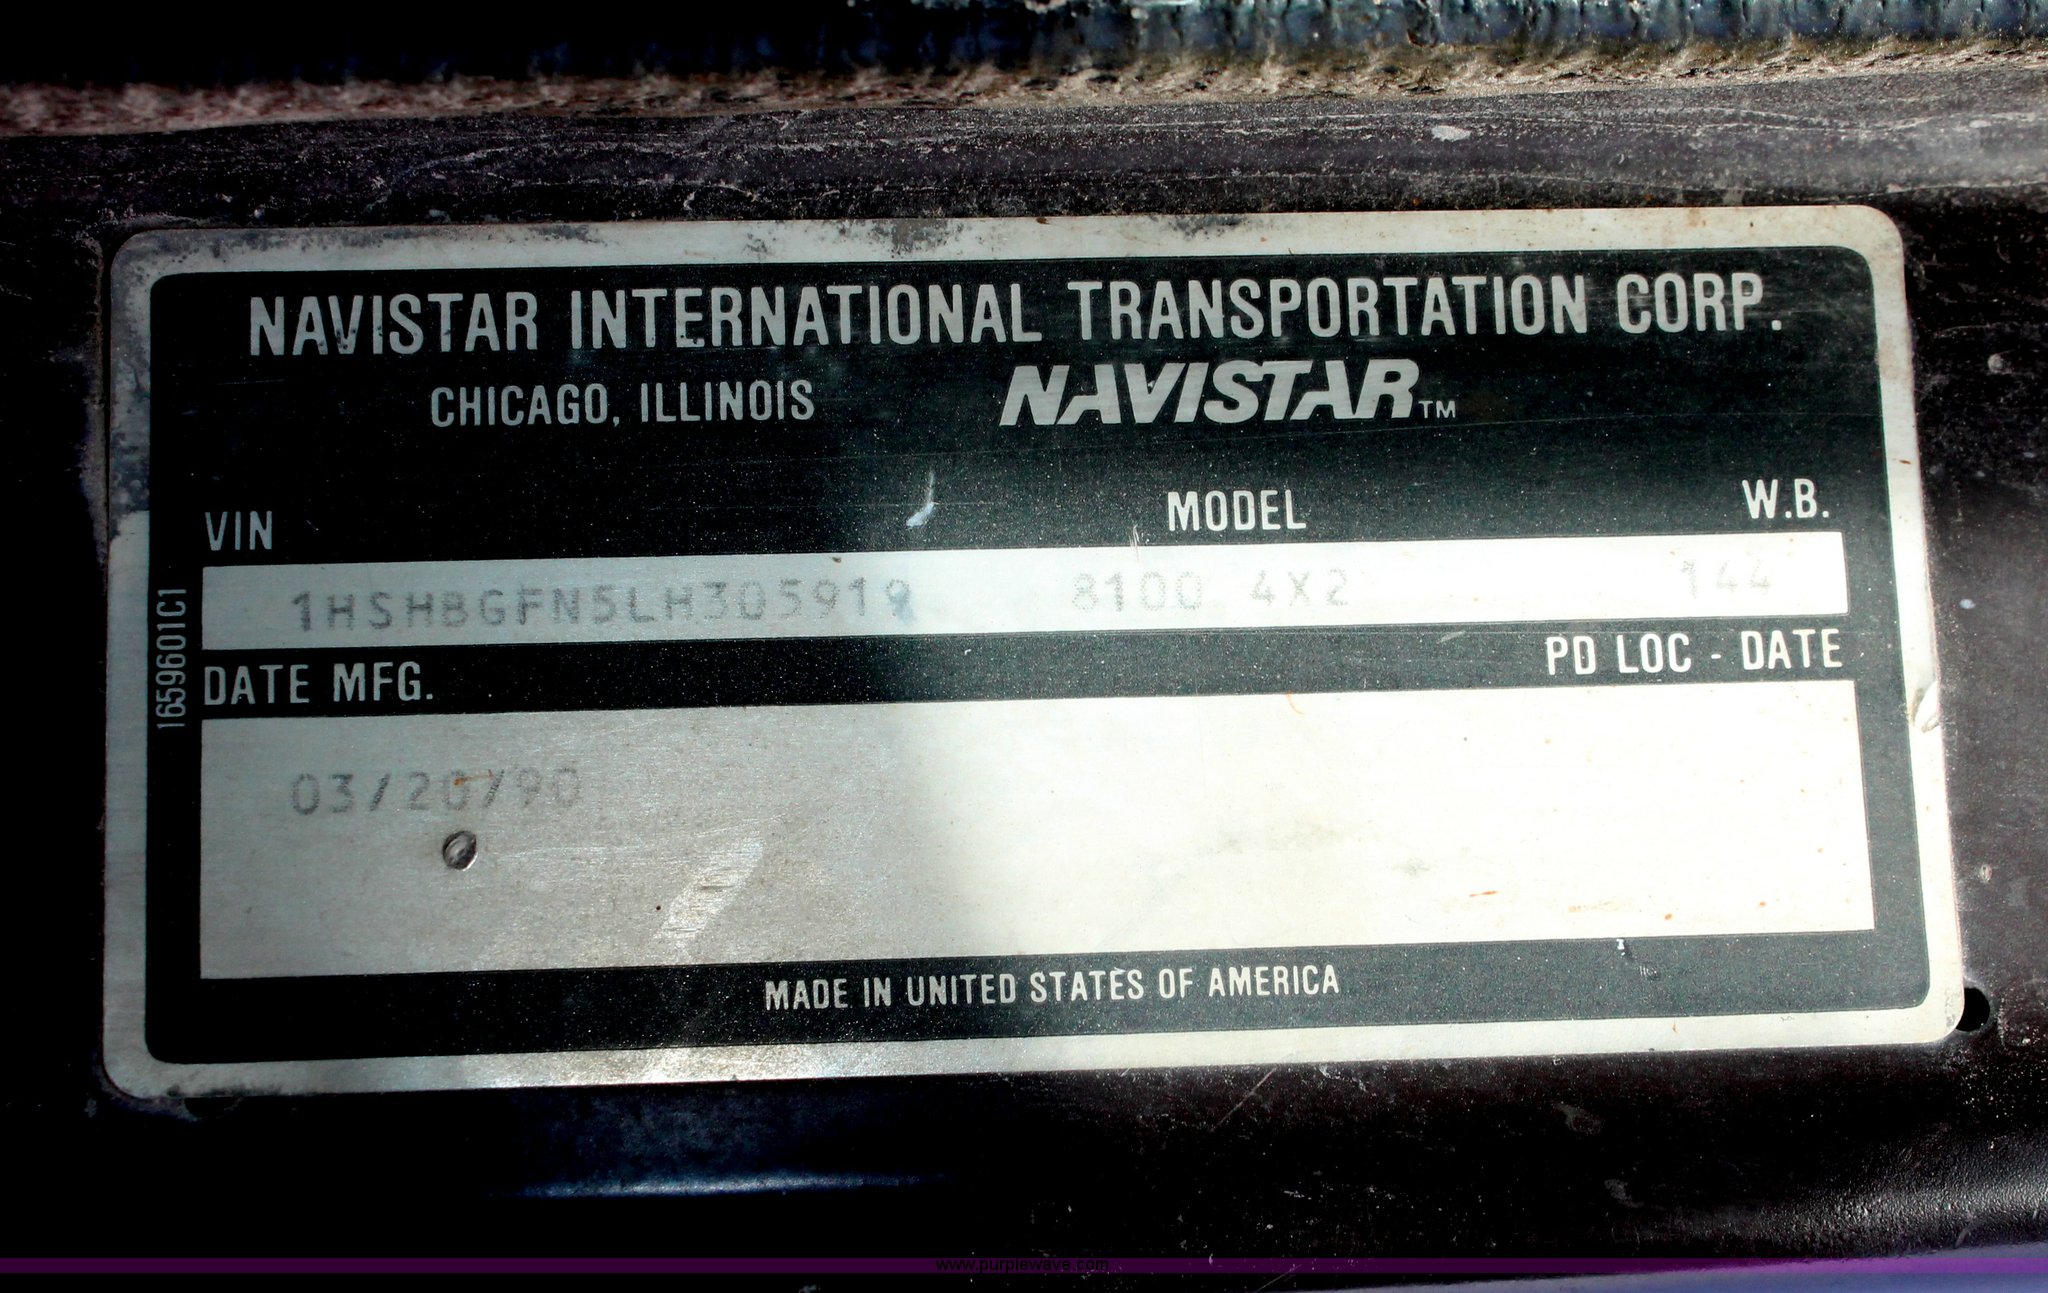 NAVISTAR INTERNATIONAL TRANSPORTATION CORP.
CHICAGO, ILLINOIS NAVISTAR™
VIN MODEL W.B.
1HSHBGFN5LH305919 8100 4X2 144
1659601C1
DATE MFG. PD LOC - DATE
03/20/90
MADE IN UNITED STATES OF AMERICA
www.purplewave.com